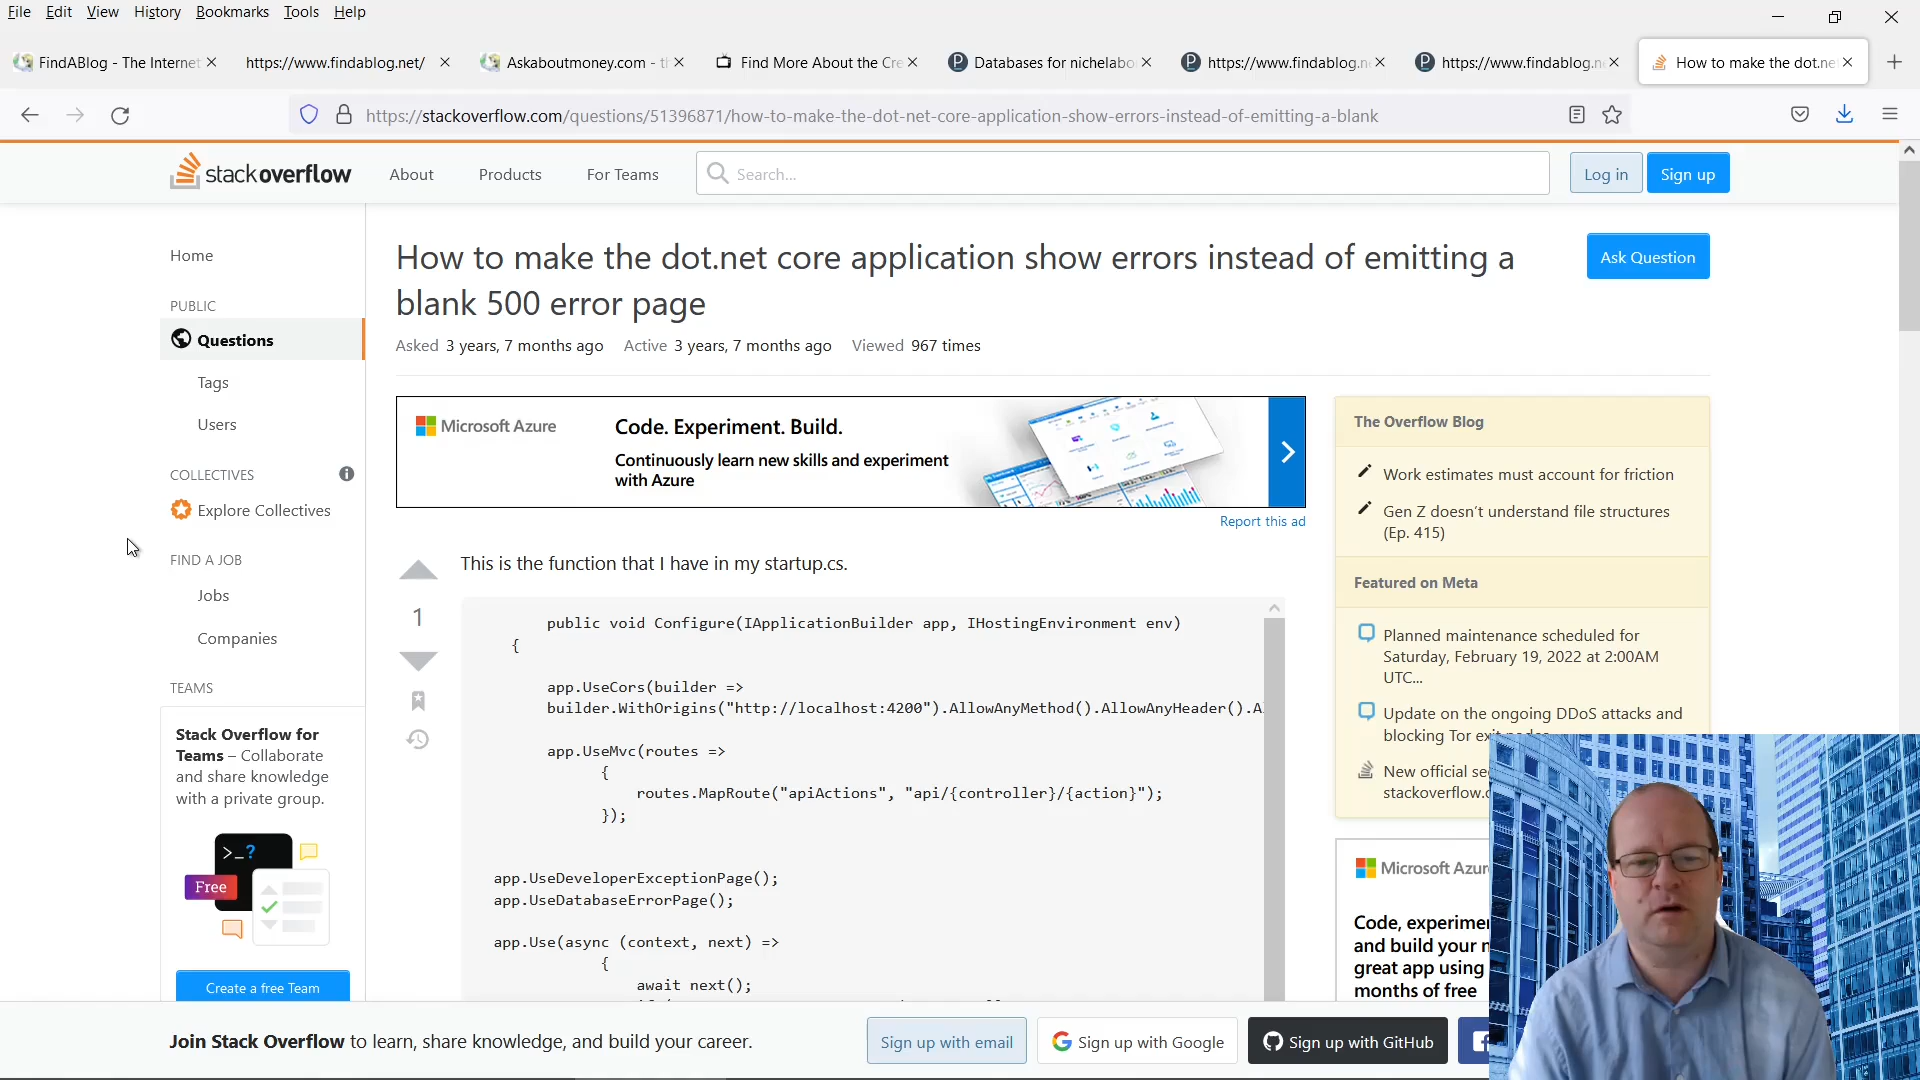 File Edit View History Bookmarks Tools Help
FindABlog - The Internet
https://www.findablog.net/
Askaboutmoney.com - th
Find More About the Cre
Databases for nichelabo
https://www.findablog.n
https://www.findablog.n
How to make the dot.ne
https://stackoverflow.com/questions/51396871/how-to-make-the-dot-net-core-application-show-errors-instead-of-emitting-a-blank
stackoverflow
About
Products
For Teams
Search...
Log in
Sign up
Home
PUBLIC
Questions
Tags
Users
COLLECTIVES
Explore Collectives
FIND A JOB
Jobs
Companies
TEAMS
Stack Overflow for
Teams – Collaborate
and share knowledge
with a private group.
>_?
Free
Create a free Team
How to make the dot.net core application show errors instead of emitting a
blank 500 error page
Ask Question
Asked 3 years, 7 months ago Active 3 years, 7 months ago Viewed 967 times
Microsoft Azure
Code. Experiment. Build.
Continuously learn new skills and experiment
with Azure
Report this ad
1
This is the function that I have in my startup.cs.
public void Configure(IApplicationBuilder app, IHostingEnvironment env)
{
app.UseCors(builder =>
builder.WithOrigins("http://localhost:4200").AllowAnyMethod().AllowAnyHeader().A
app.UseMvc(routes =>
{
routes.MapRoute("apiActions", "api/{controller}/{action}");
});
app.UseDeveloperExceptionPage();
app.UseDatabaseErrorPage();
app.Use(async (context, next) =>
{
await next();
The Overflow Blog
Work estimates must account for friction
Gen Z doesn't understand file structures
(Ep. 415)
Featured on Meta
Planned maintenance scheduled for
Saturday, February 19, 2022 at 2:00AM
UTC...
Update on the ongoing DDoS attacks and
blocking Tor exit nodes
New official se
stackoverflow.c
Microsoft Azur
Code, experimen
and build your n
great app using
months of free
Join Stack Overflow to learn, share knowledge, and build your career.
Sign up with email
Sign up with Google
Sign up with GitHub